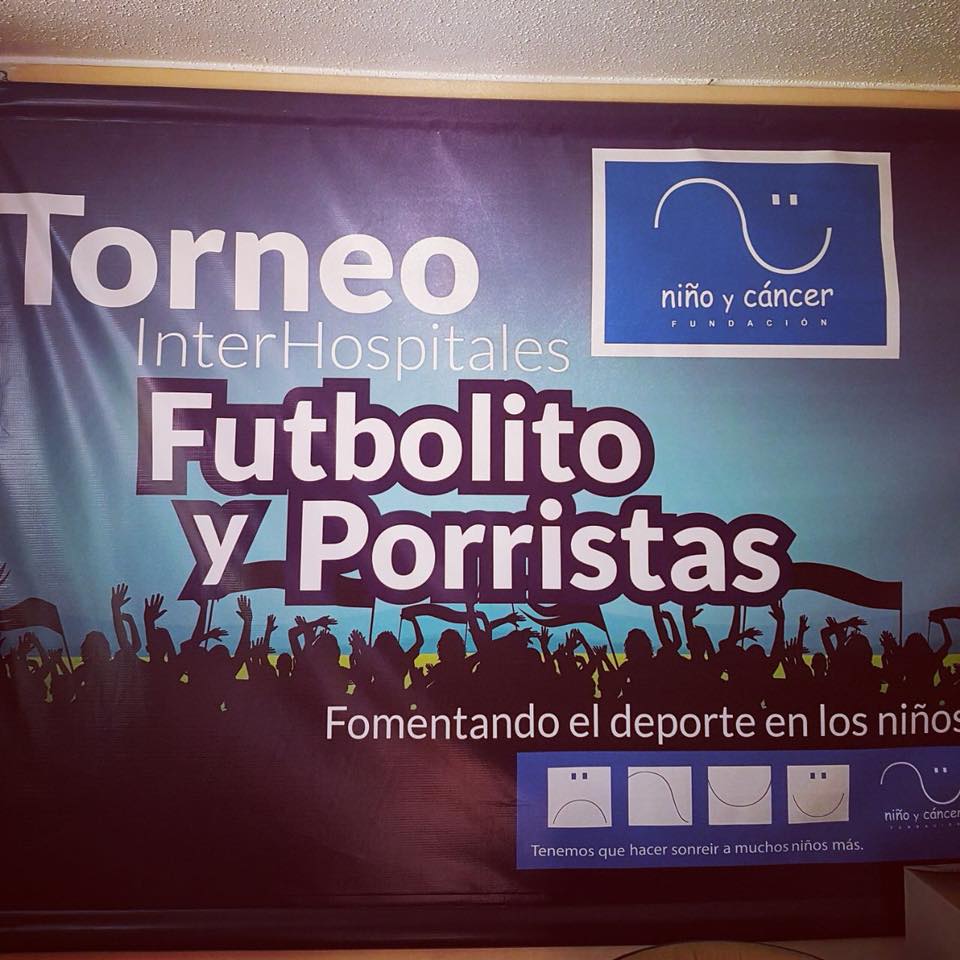 Torneo
InterHospitales
Futbolito
y Porristas
niño y cáncer
FUNDACIÓN
Fomentando el deporte en los niños
Tenemos que hacer sonreir a muchos niños más.
niño y cáncer
FUNDACIÓN